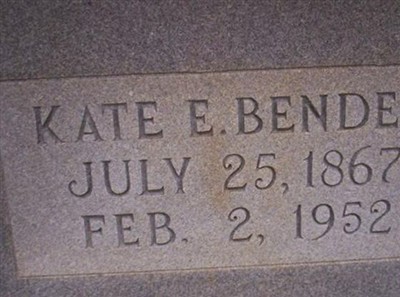 KATE E. BENDE
JULY 25, 1867
FEB. 2, 1952